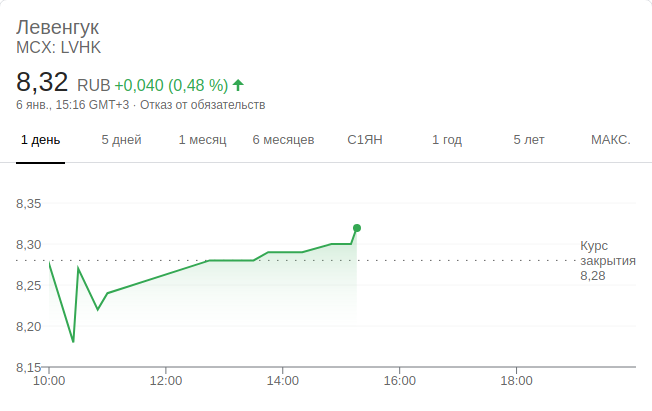 Левенгук
MCX: LVHK
8,32 RUB +0,040 (0,48 %)
6 янв., 15:16 GMT+3 · Отказ от обязательств
1 день 5 дней 1 месяц 6 месяцев С1ЯН 1 год 5 лет МАКС.
8,35
8,30
8,25
8,20
8,15
Курс
закрытия
8,28
10:00 12:00 14:00 16:00 18:00